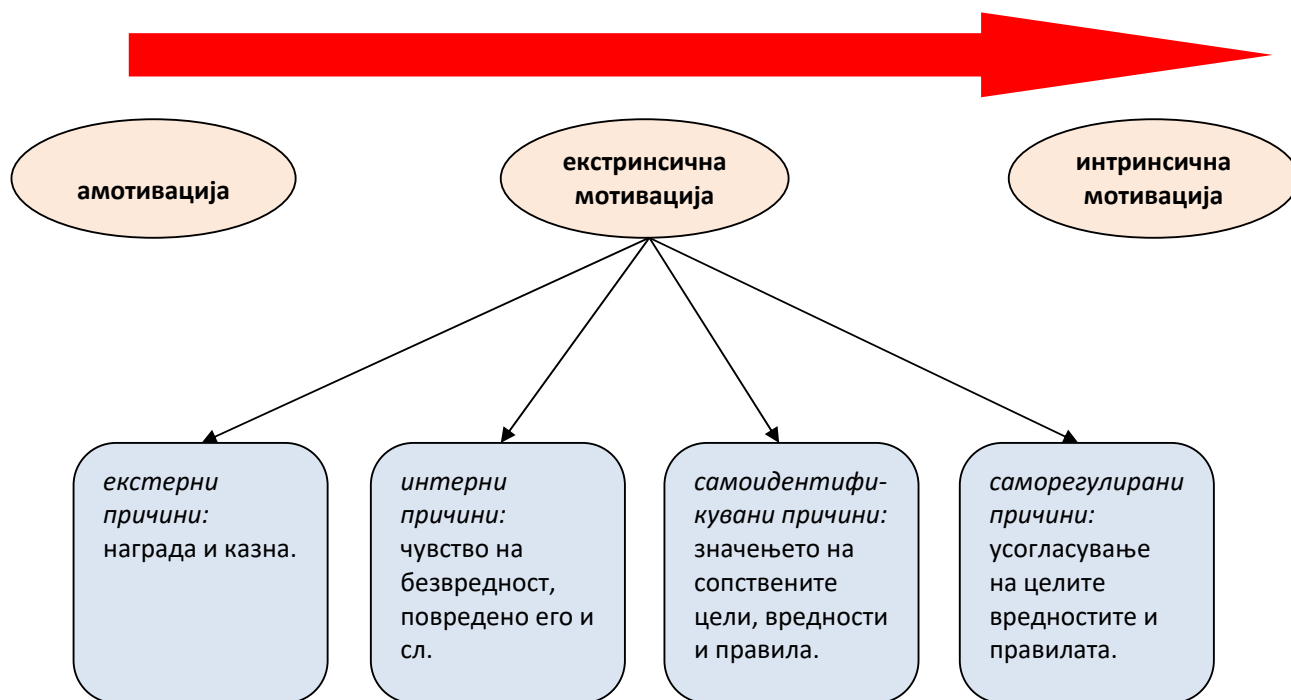 амотивација
екстринсична
мотивација
интринсична
мотивација
екстерни
причини:
награда и казна.
интерни
причини:
чувство на
безвредност,
повредено его и
сл.
самоидентифи-
кувани причини:
значењето на
сопствените
цели, вредности
и правила.
саморегулирани
причини:
усогласување
на целите
вредностите и
правилата.